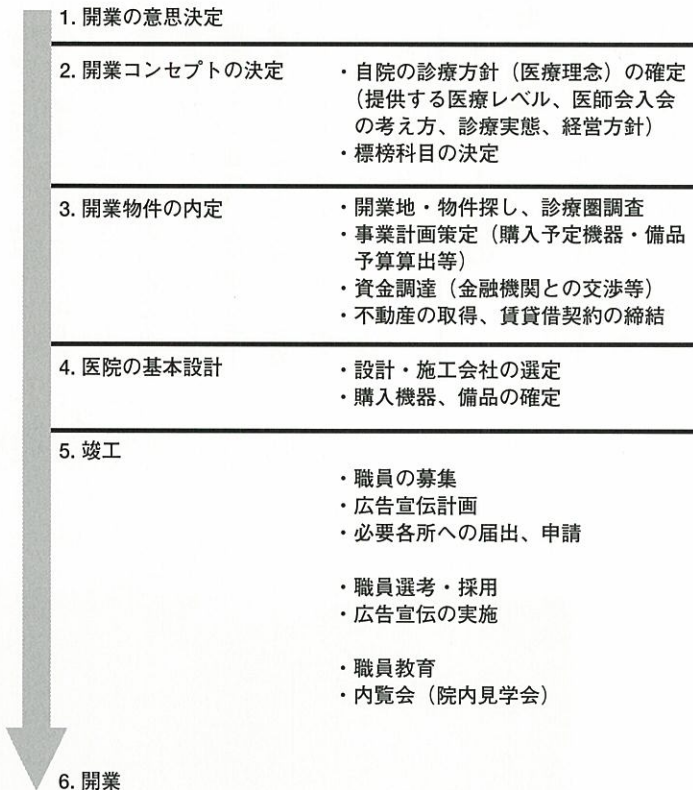 1. 開業の意思決定
2. 開業コンセプトの決定
・自院の診療方針（医療理念）の確定
（提供する医療レベル、医師会入会
の考え方、診療実態、経営方針）
・標榜科目の決定
3. 開業物件の内定
・開業地・物件探し、診療圏調査
・事業計画策定（購入予定機器・備品
予算算出等）
・資金調達（金融機関との交渉等）
・不動産の取得、賃貸借契約の締結
4. 医院の基本設計
・設計・施工会社の選定
・購入機器、備品の確定
5. 竣工
・職員の募集
・広告宣伝計画
・必要各所への届出、申請
・職員選考・採用
・広告宣伝の実施
・職員教育
・内覧会（院内見学会）
6. 開業